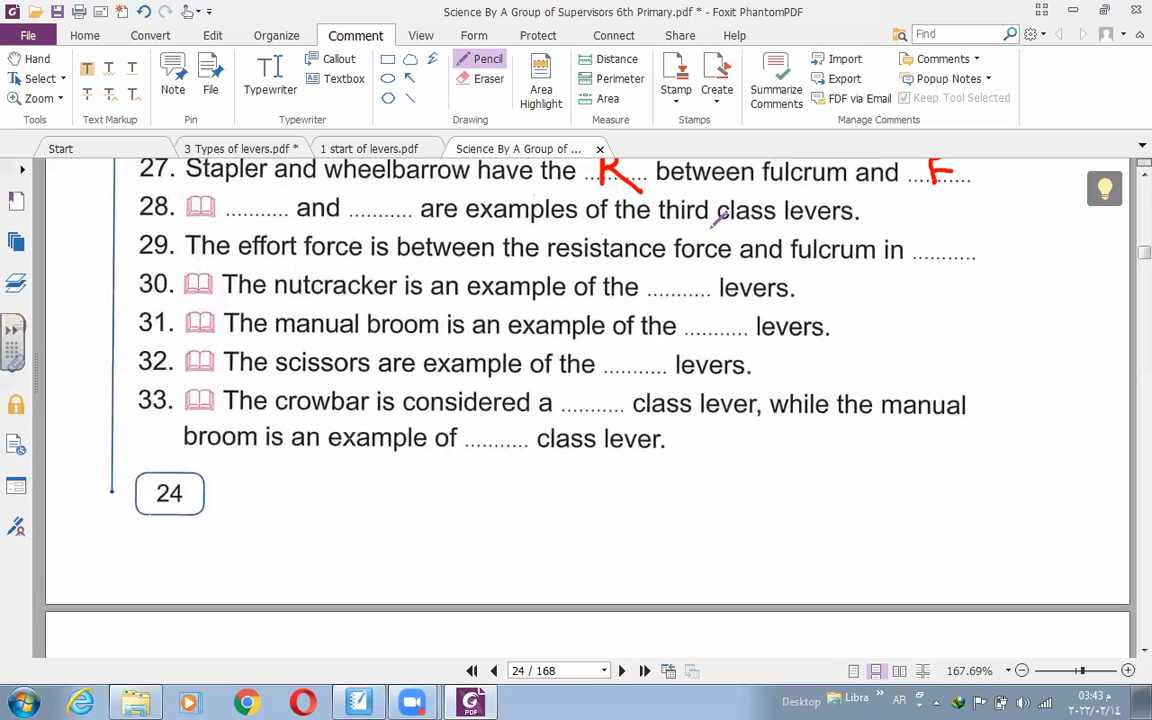 Science By A Group of Supervisors 6th Primary.pdf * - Foxit PhantomPDF
File Home Convert Edit Organize Comment View Form Protect Connect Share Help Find
Hand Select Zoom Tools
Text Markup
Note File Pin
Typewriter Callout Textbox Typewriter
Pencil Eraser Drawing
Area Highlight Distance Perimeter Area Measure
Stamp Create Stamps
Summarize Comments Import Export FDF via Email Comments Popup Notes Keep Tool Selected Manage Comments
Start 3 Types of levers.pdf * 1 start of levers.pdf Science By A Group of ...
27. Stapler and wheelbarrow have the .......... R between fulcrum and ..........
28. ........... and ........... are examples of the third class levers.
29. The effort force is between the resistance force and fulcrum in ...........
30. The nutcracker is an example of the ........... levers.
31. The manual broom is an example of the ........... levers.
32. The scissors are example of the ........... levers.
33. The crowbar is considered a ........... class lever, while the manual
broom is an example of ........... class lever.
24
24 / 168 167.69%
PDF Desktop Libra » AR 03:43 م
٢٠٢٢/٠٢/١٤